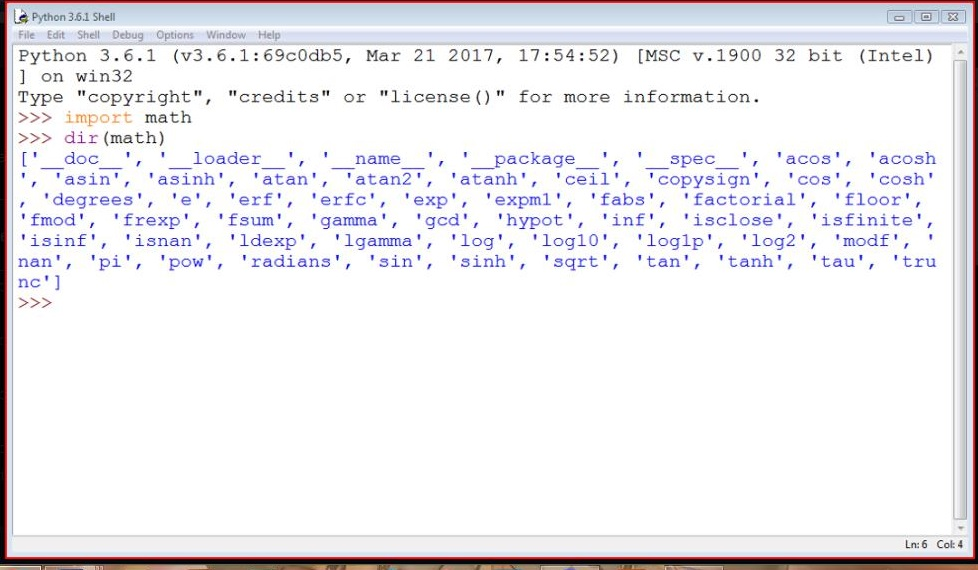 Python 3.6.1 Shell
File Edit Shell Debug Options Window Help
Python 3.6.1 (v3.6.1:69c0db5, Mar 21 2017, 17:54:52) [MSC v.1900 32 bit (Intel)
] on win32
Type "copyright", "credits" or "license()" for more information.
>>> import math
>>> dir(math)
['__doc__', '__loader__', '__name__', '__package__', '__spec__', 'acos', 'acosh
', 'asin', 'asinh', 'atan', 'atan2', 'atanh', 'ceil', 'copysign', 'cos', 'cosh'
, 'degrees', 'e', 'erf', 'erfc', 'exp', 'expm1', 'fabs', 'factorial', 'floor',
'fmod', 'frexp', 'fsum', 'gamma', 'gcd', 'hypot', 'inf', 'isclose', 'isfinite',
'isinf', 'isnan', 'ldexp', 'lgamma', 'log', 'log10', 'log1p', 'log2', 'modf', '
nan', 'pi', 'pow', 'radians', 'sin', 'sinh', 'sqrt', 'tan', 'tanh', 'tau', 'tru
nc']
>>>
Ln: 6 Col: 4